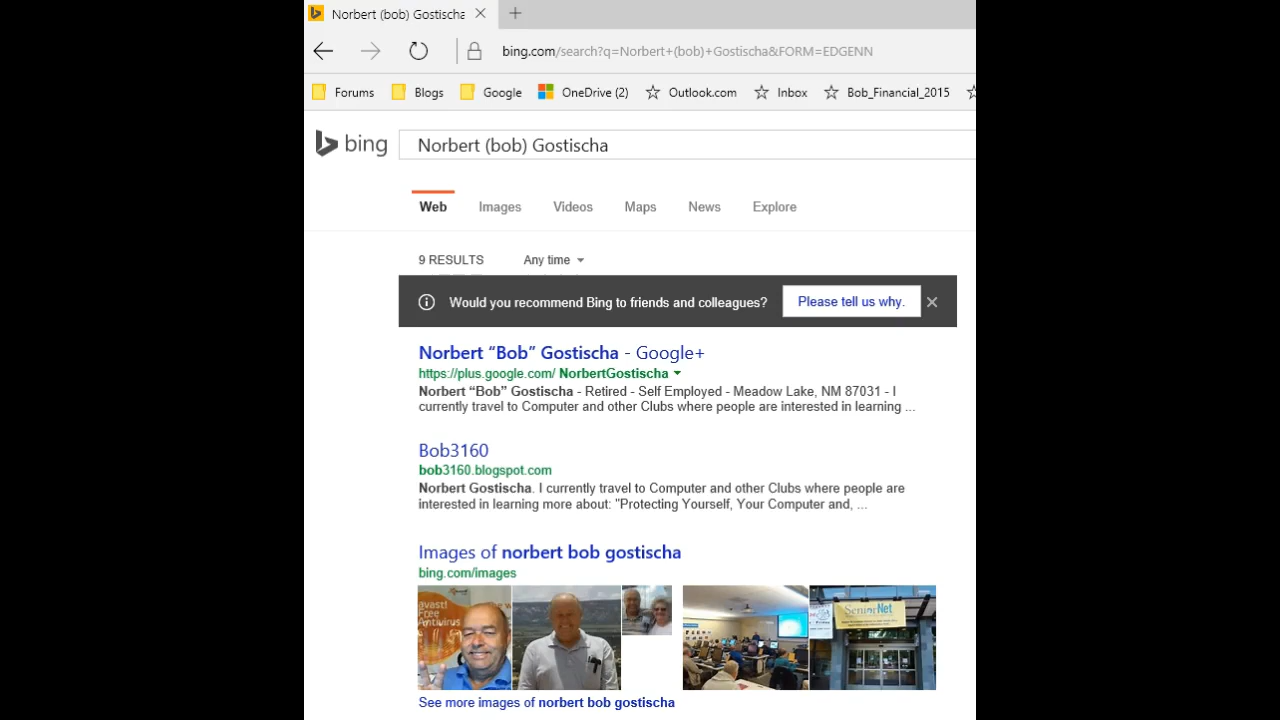 Norbert (bob) Gostischa
bing.com/search?q=Norbert+(bob)+Gostischa&FORM=EDGENN
Forums Blogs Google OneDrive (2) Outlook.com Inbox Bob_Financial_2015
bing Norbert (bob) Gostischa
Web Images Videos Maps News Explore
9 RESULTS Any time
Would you recommend Bing to friends and colleagues? Please tell us why.
Norbert “Bob” Gostischa - Google+
https://plus.google.com/ NorbertGostischa
Norbert “Bob” Gostischa - Retired - Self Employed - Meadow Lake, NM 87031 - I
currently travel to Computer and other Clubs where people are interested in learning ...
Bob3160
bob3160.blogspot.com
Norbert Gostischa. I currently travel to Computer and other Clubs where people are
interested in learning more about: "Protecting Yourself, Your Computer and, ...
Images of norbert bob gostischa
bing.com/images
avast!
Free
Antivirus
SeniorNet
See more images of norbert bob gostischa